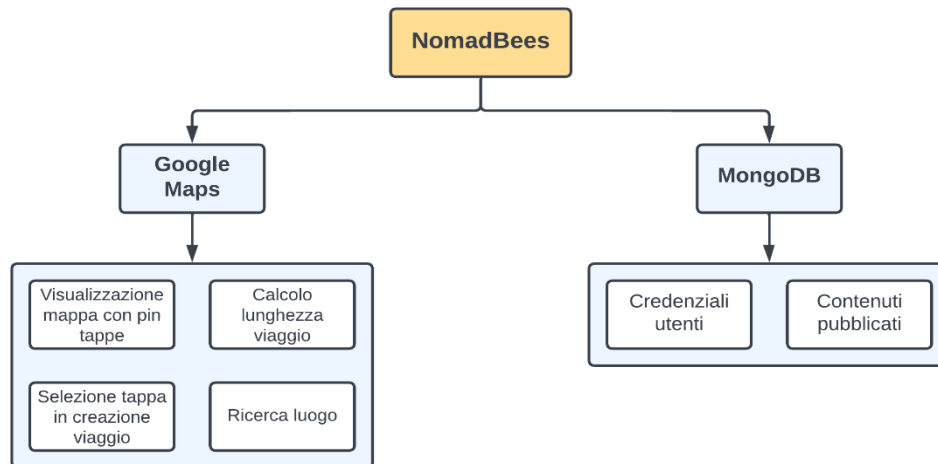 NomadBees
Google
Maps
MongoDB
Visualizzazione
mappa con pin
tappe
Calcolo
lunghezza
viaggio
Selezione tappa
in creazione
viaggio
Ricerca luogo
Credenziali
utenti
Contenuti
pubblicati